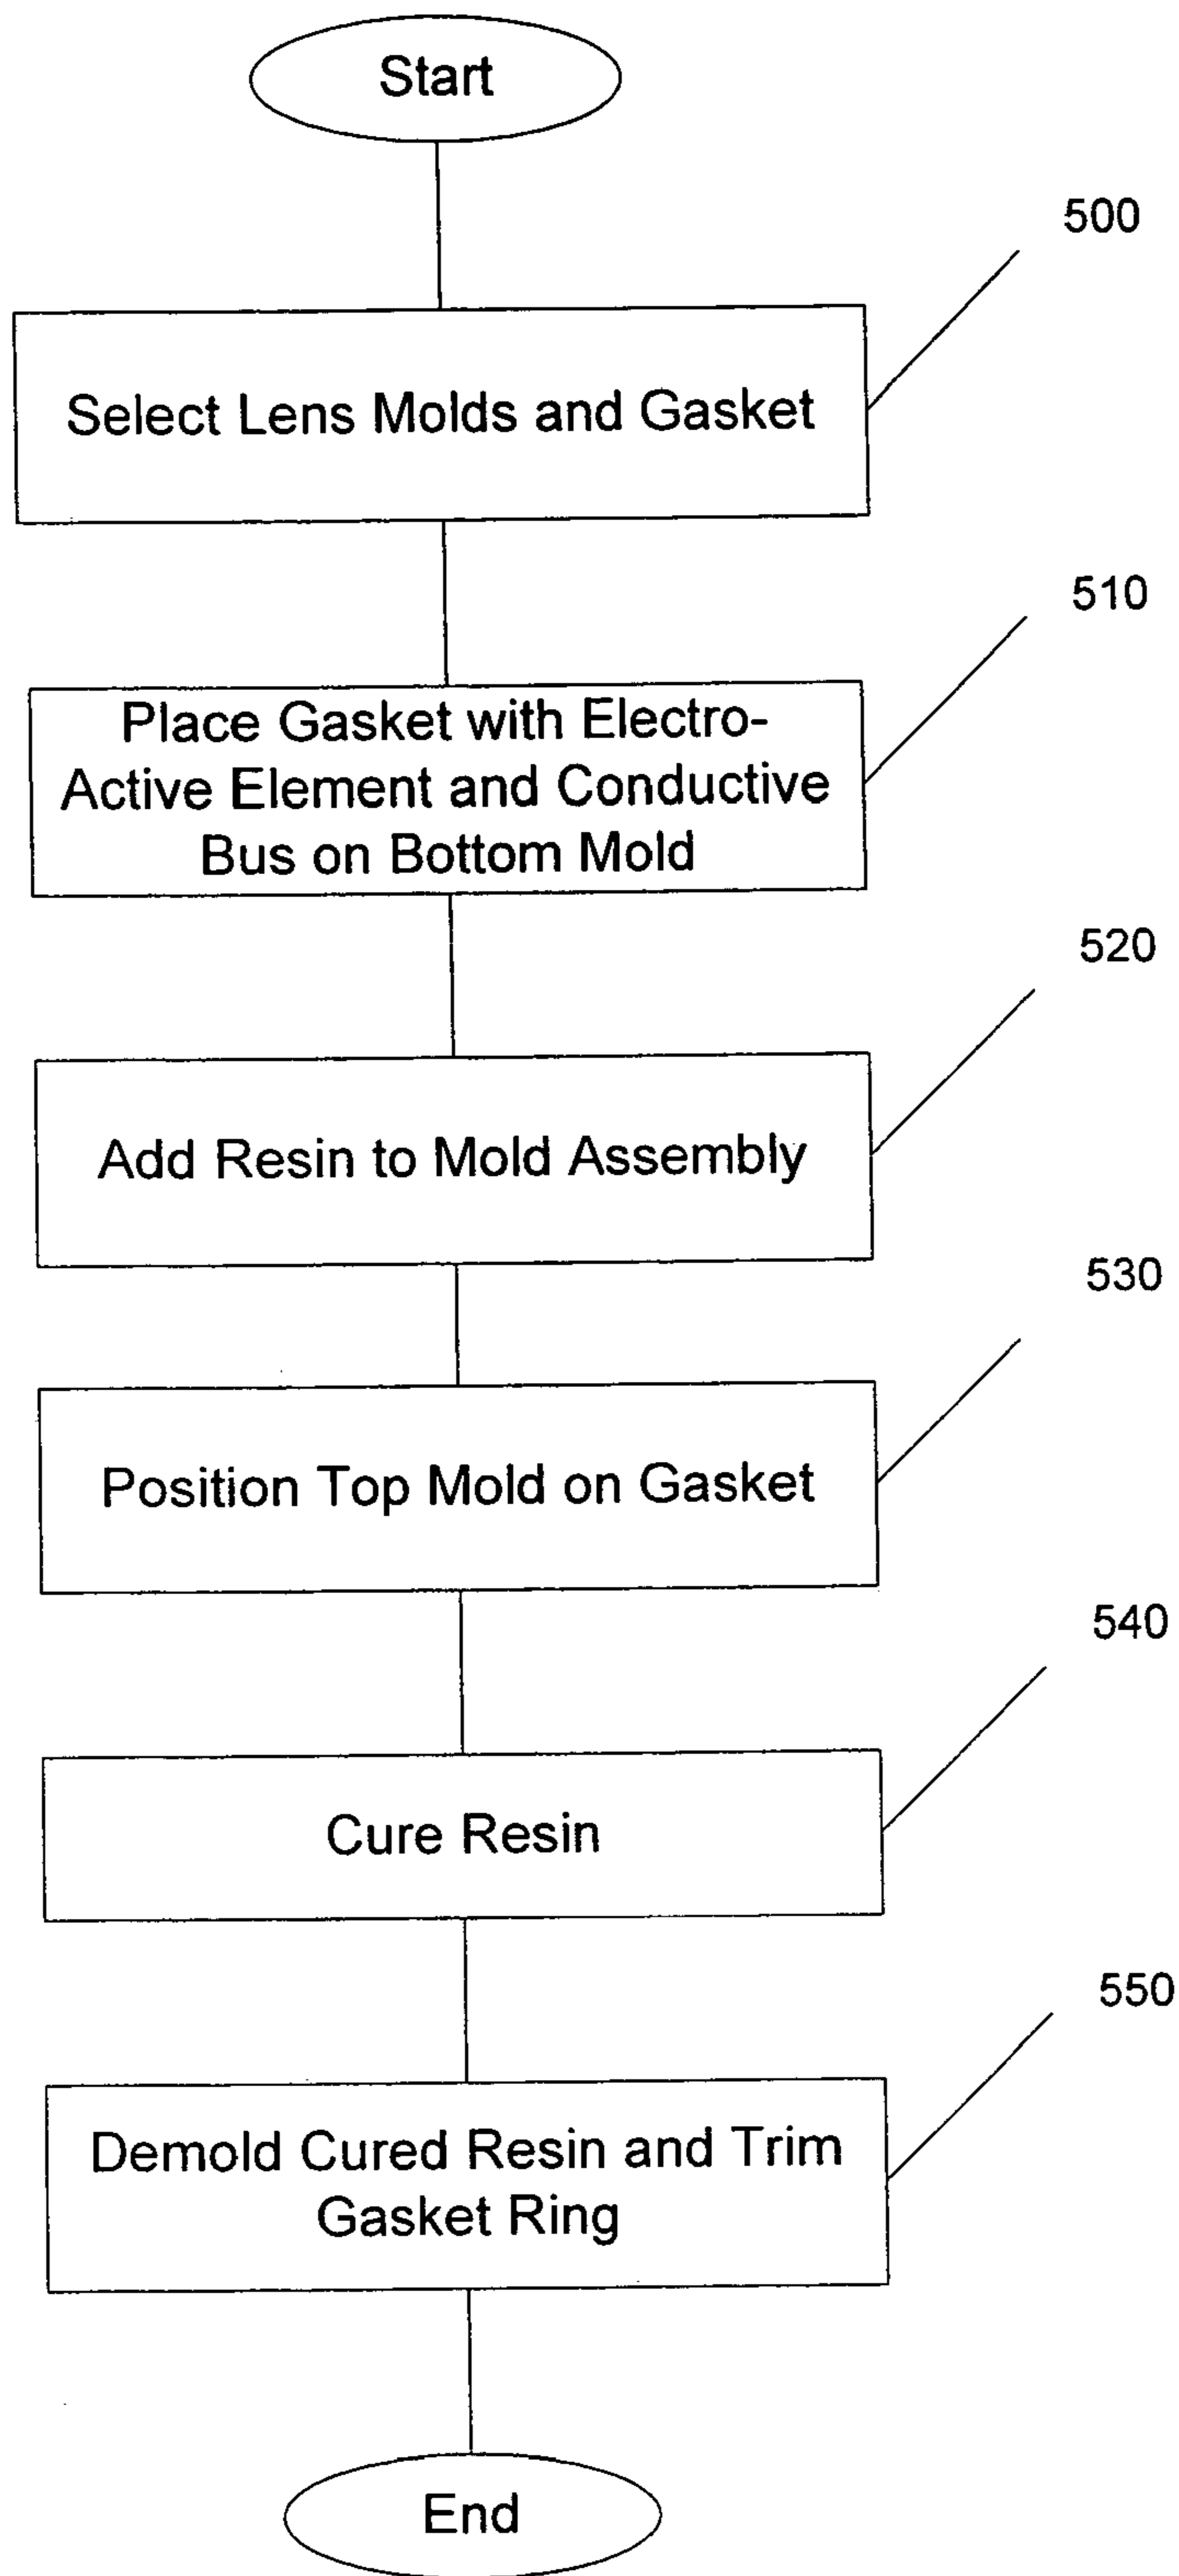 Start
500
Select Lens Molds and Gasket
510
Place Gasket with Electro-
Active Element and Conductive
Bus on Bottom Mold
520
Add Resin to Mold Assembly
530
Position Top Mold on Gasket
540
Cure Resin
550
Demold Cured Resin and Trim
Gasket Ring
End